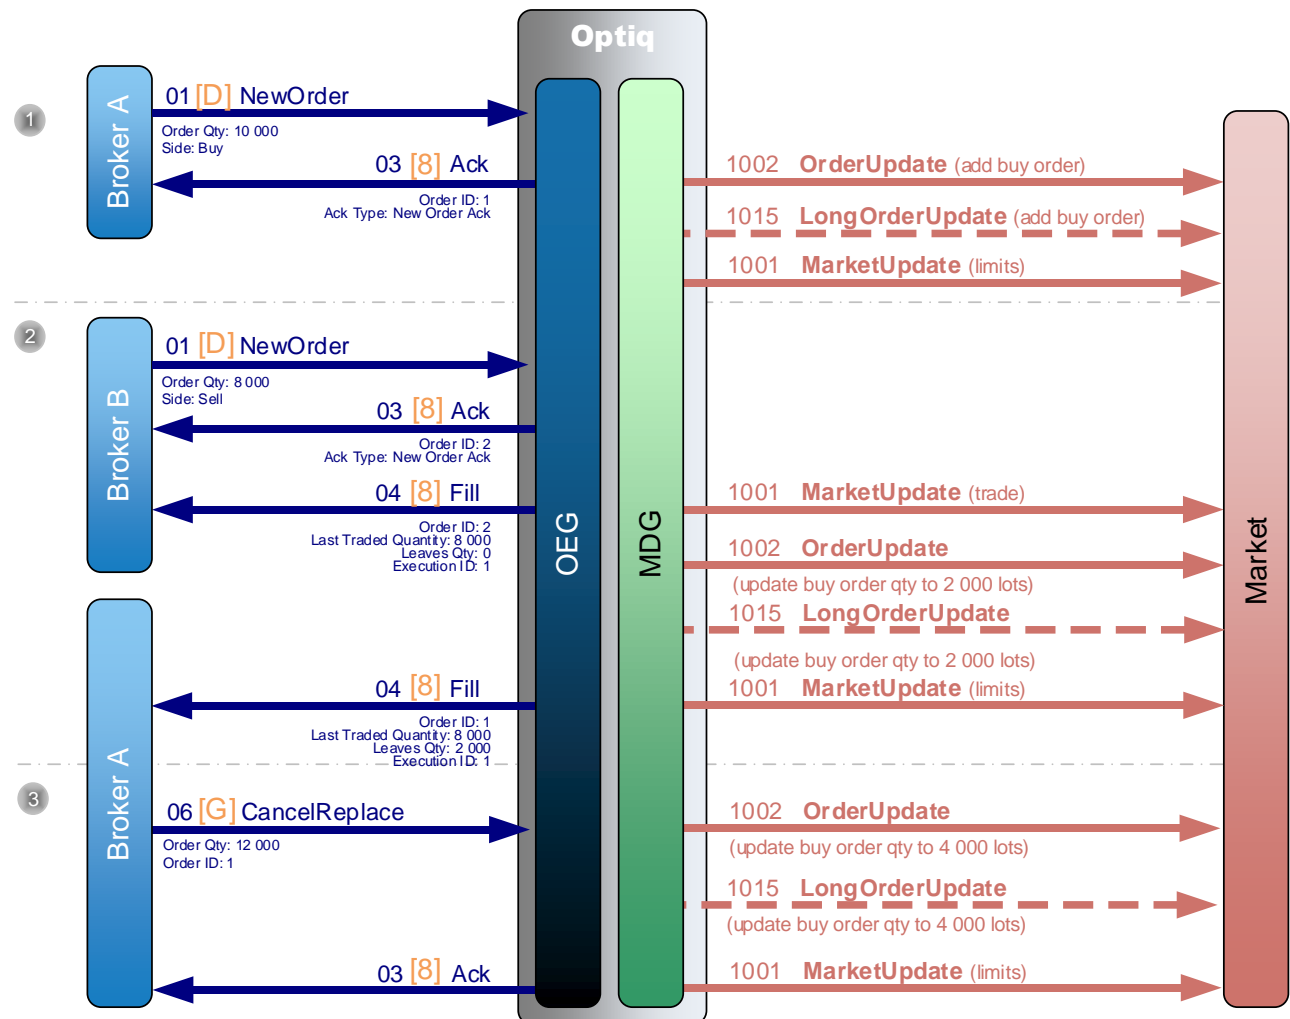 Optiq
1
Broker A
01 [D] NewOrder
Order Qty: 10 000
Side: Buy
03 [8] Ack
Order ID: 1
Ack Type: New Order Ack
1002 OrderUpdate (add buy order)
1015 LongOrderUpdate (add buy order)
1001 MarketUpdate (limits)
2
Broker B
01 [D] NewOrder
Order Qty: 8 000
Side: Sell
03 [8] Ack
Order ID: 2
Ack Type: New Order Ack
04 [8] Fill
Order ID: 2
Last Traded Quantity: 8 000
Leaves Qty: 0
Execution ID: 1
OEG
MDG
Market
1001 MarketUpdate (trade)
1002 OrderUpdate
(update buy order qty to 2 000 lots)
1015 LongOrderUpdate
(update buy order qty to 2 000 lots)
1001 MarketUpdate (limits)
Broker A
04 [8] Fill
Order ID: 1
Last Traded Quantity: 8 000
Leaves Qty: 2 000
Execution ID: 1
3
06 [G] CancelReplace
Order Qty: 12 000
Order ID: 1
03 [8] Ack
1002 OrderUpdate
(update buy order qty to 4 000 lots)
1015 LongOrderUpdate
(update buy order qty to 4 000 lots)
1001 MarketUpdate (limits)